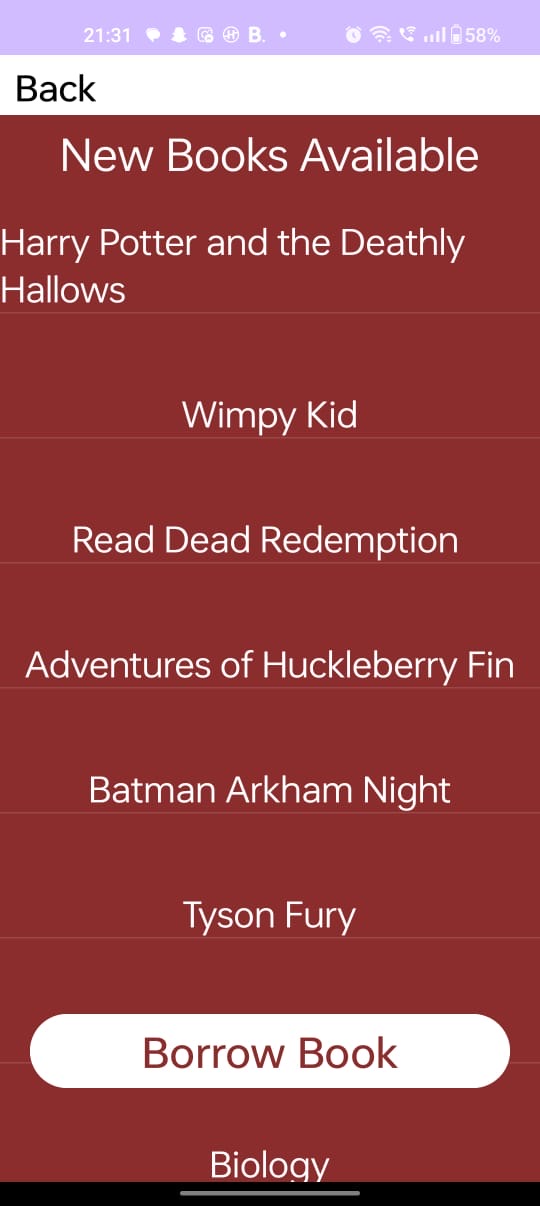 21:31 B. 58%
Back
New Books Available
Harry Potter and the Deathly
Hallows
Wimpy Kid
Read Dead Redemption
Adventures of Huckleberry Fin
Batman Arkham Night
Tyson Fury
Borrow Book
Biology